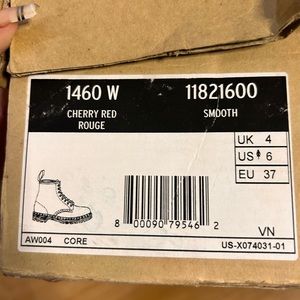 1460 W 11821600
CHERRY RED SMOOTH
ROUGE
UK 4
US 6
EU 37
8 00090 79546 2
VN
AW004 CORE US-X074031-01